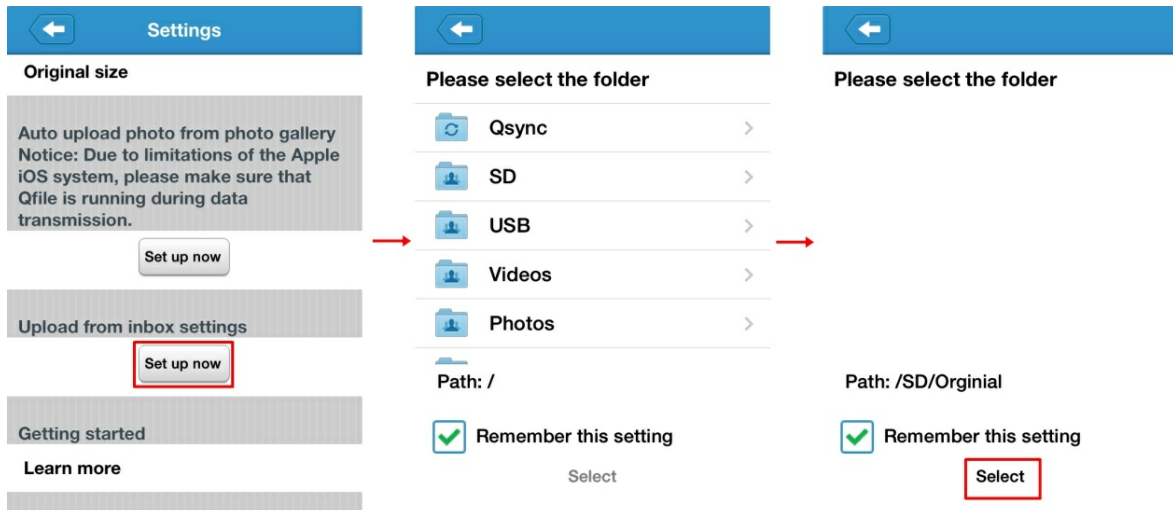 Settings
Original size
Auto upload photo from photo gallery
Notice: Due to limitations of the Apple
iOS system, please make sure that
Qfile is running during data
transmission.
Set up now
Upload from inbox settings
Set up now
Getting started
Learn more
Please select the folder
Qsync
SD
USB
Videos
Photos
Path: /
Remember this setting
Select
Please select the folder
Path: /SD/Orginial
Remember this setting
Select